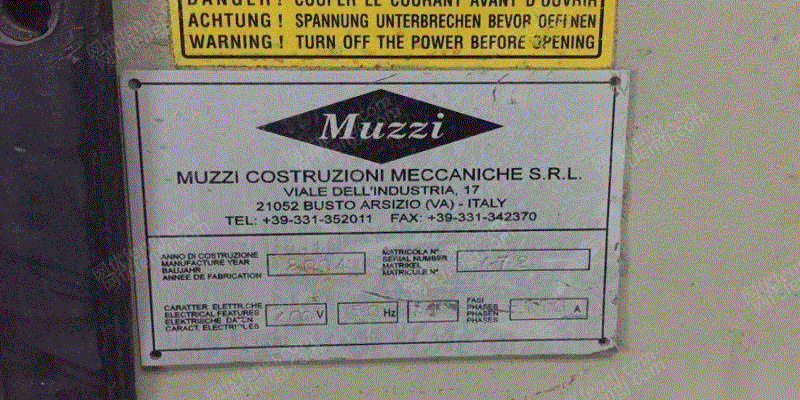 DANGER! COUPER LE COURANT AVANT D'OUVRIR
ACHTUNG! SPANNUNG UNTERBRECHEN BEVOR OEFFNEN
WARNING! TURN OFF THE POWER BEFORE OPENING
Muzzi
MUZZI COSTRUZIONI MECCANICHE S.R.L.
VIALE DELL'INDUSTRIA, 17
21052 BUSTO ARSIZIO (VA) - ITALY
TEL: +39-331-352011 FAX: +39-331-342370
ANNO DI COSTRUZIONE
MANUFACTURE YEAR
BAUJAHR
ANNEE DE FABRICATION
2001
MATRICOLA N°
SERIAL NUMBER
MATRIKEL
MATRICULE N°
CARATTER. ELETTRICHE
ELECTRICAL FEATURES
ELEKTRISCHE DATEN
CARACT. ELECTRIQUES
V
Hz
FASI
PHASES
PHASEN
PHASES
A